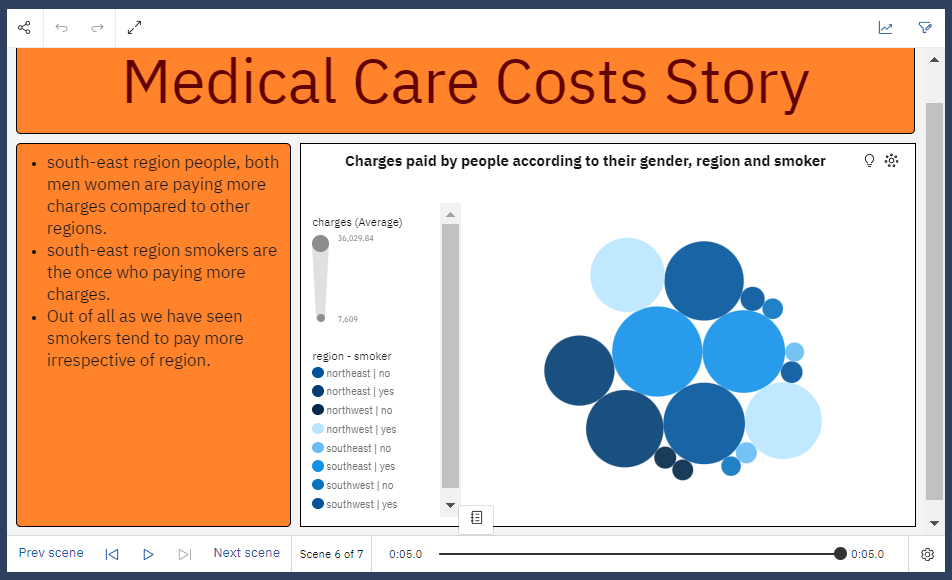 Medical Care Costs Story
south-east region people, both
men women are paying more
charges compared to other
regions.
south-east region smokers are
the once who paying more
charges.
Out of all as we have seen
smokers tend to pay more
irrespective of region.
Charges paid by people according to their gender, region and smoker
charges (Average)
36,029.84
7,609
region - smoker
northeast | no
northeast | yes
northwest | no
northwest | yes
southeast | no
southeast | yes
southwest | no
southwest | yes
Prev scene
Next scene
Scene 6 of 7
0:05.0
0:05.0